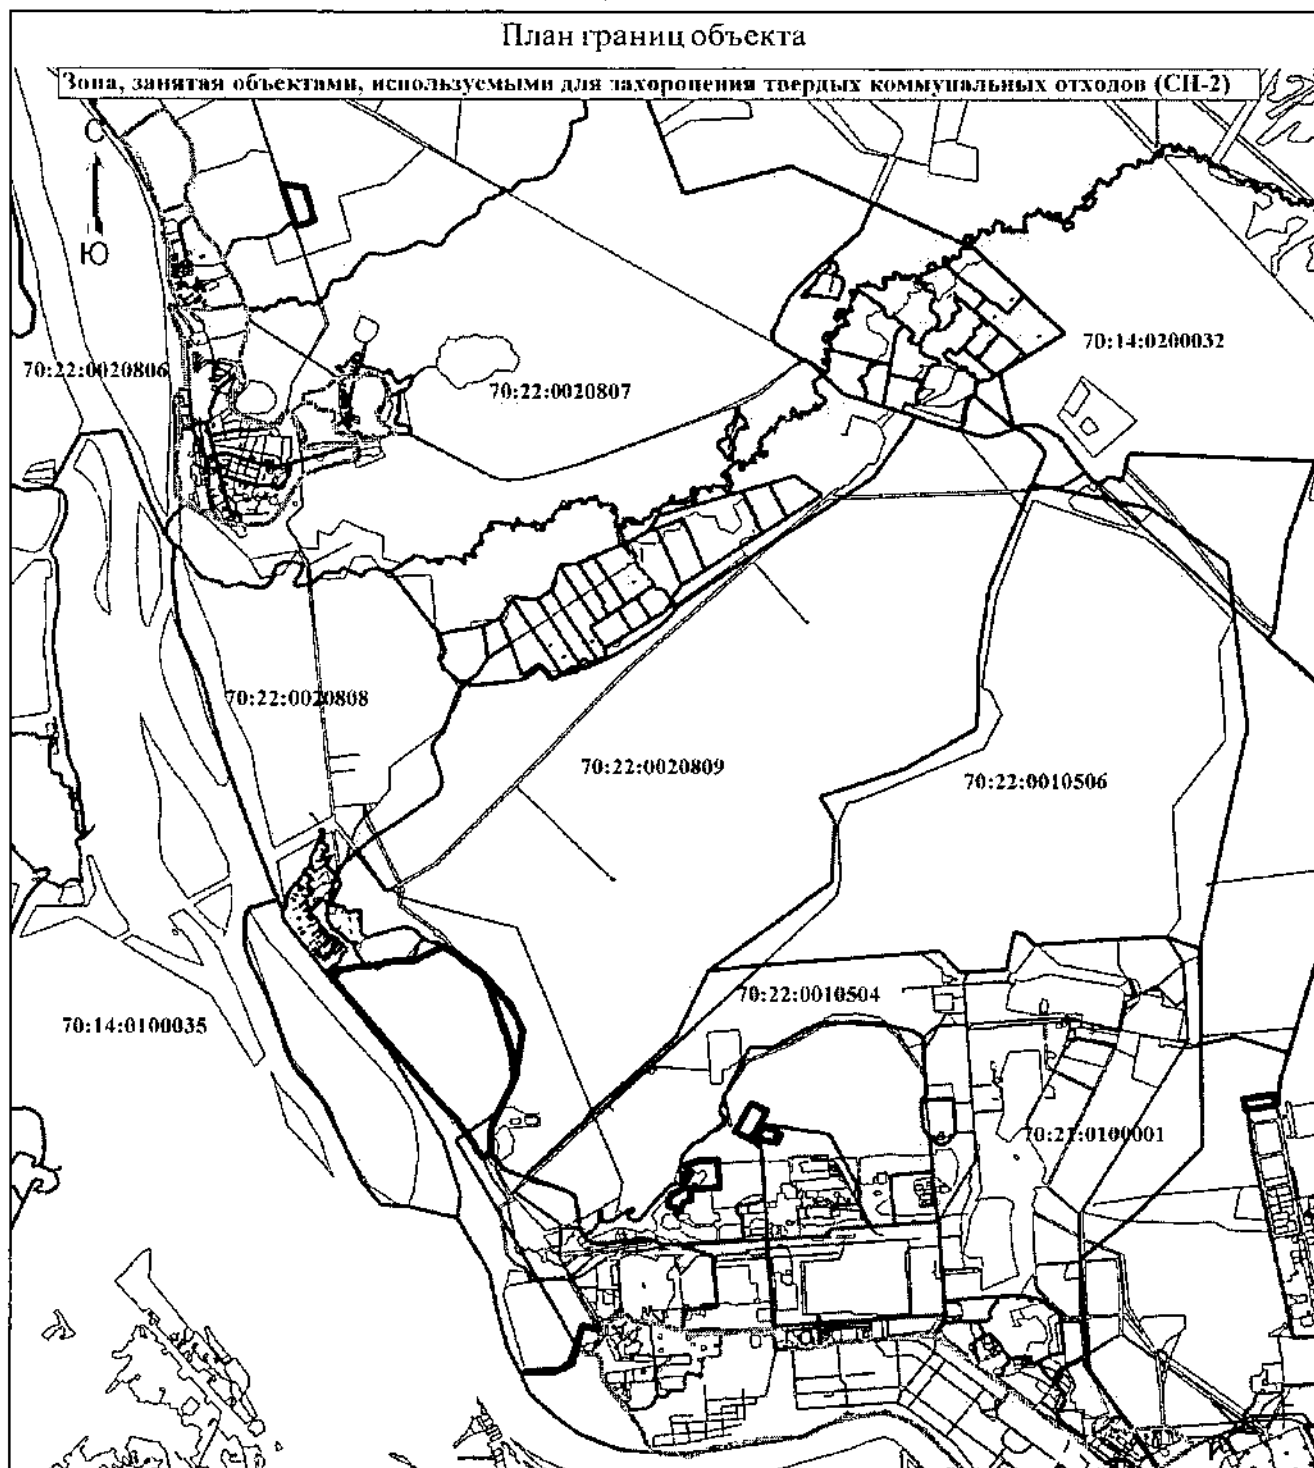 План границ объекта
Зона, занятая объектами, используемыми для захоронения твердых коммунальных отходов (СН-2)
С
Ю
70:14:0200032
70:22:0020806
70:22:0020807
70:22:0020808
70:22:0020809
70:22:0010506
70:22:0010504
70:14:0100035
70:21:0100001